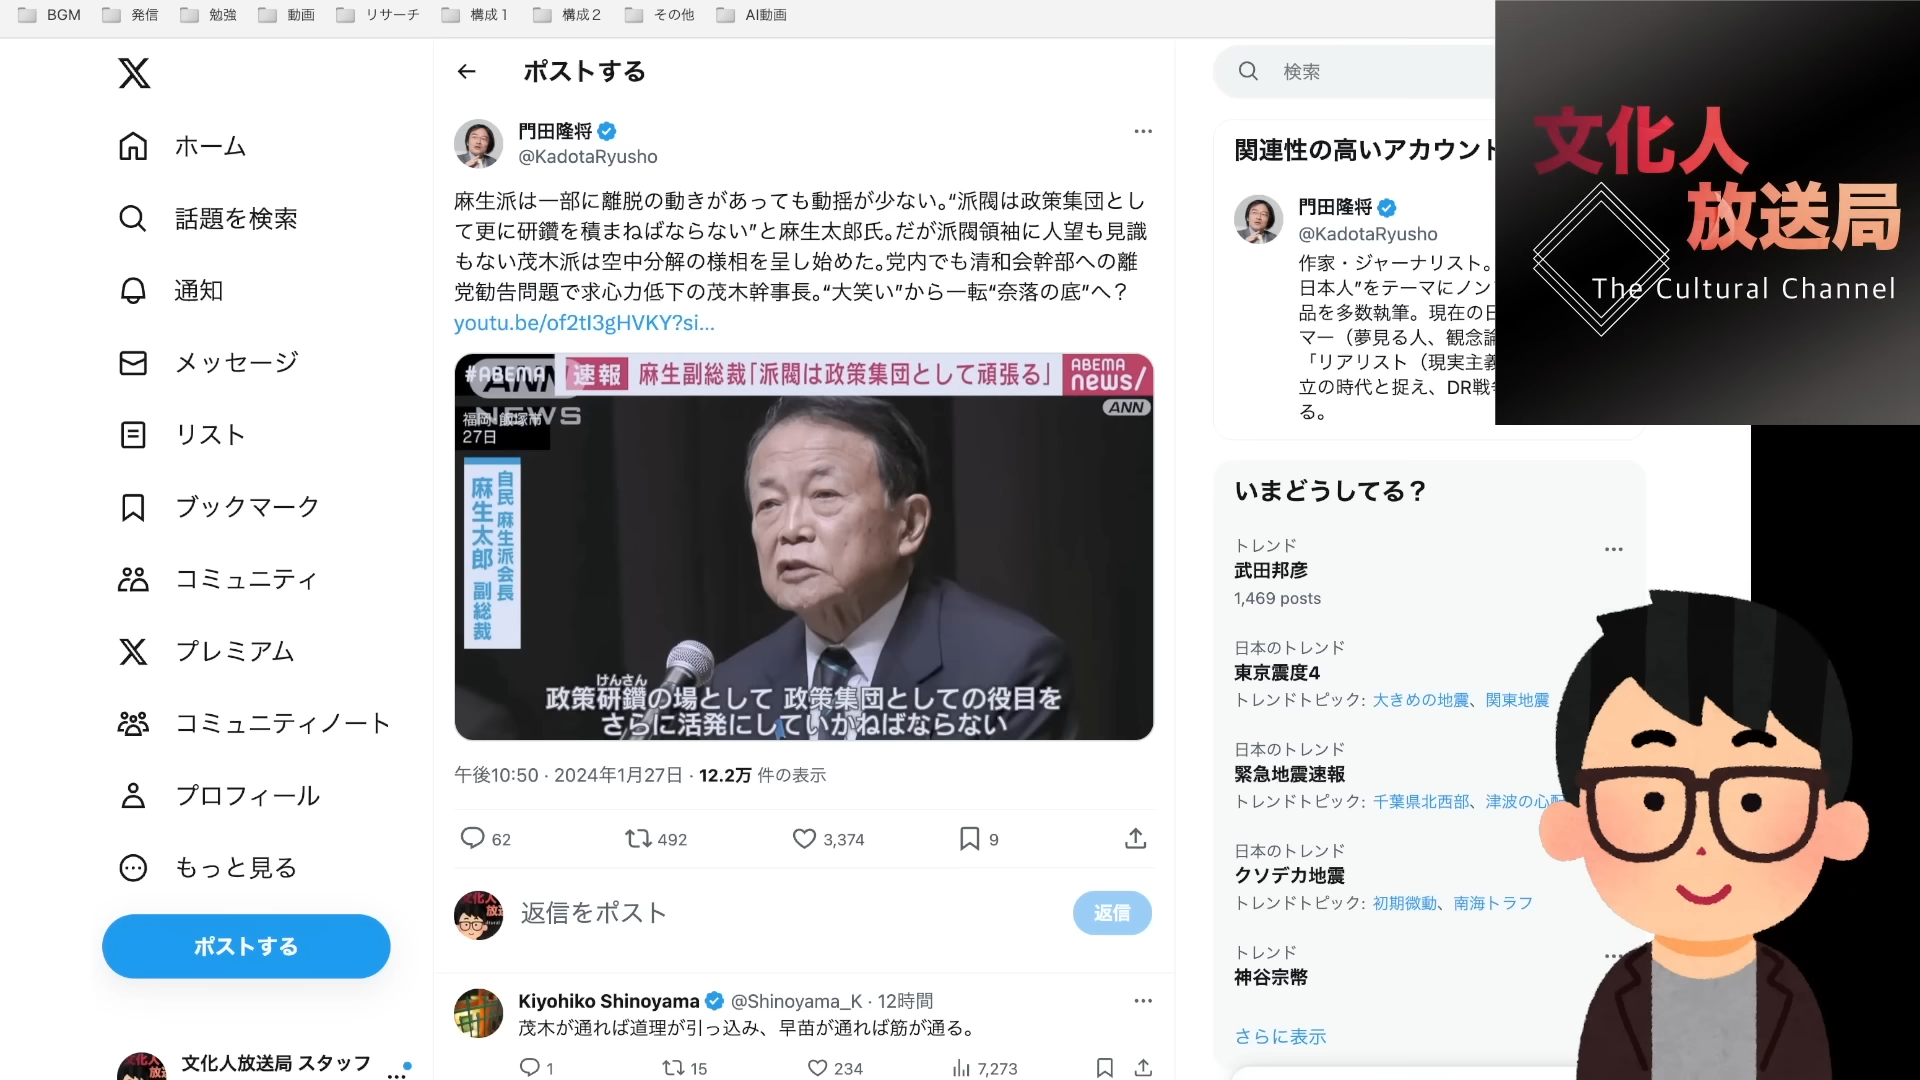 BGM
発信
勉強
動画
リサーチ
構成1
構成2
その他
AI動画
ホーム
話題を検索
通知
メッセージ
リスト
ブックマーク
コミュニティ
プレミアム
コミュニティノート
プロフィール
もっと見る
ポストする
文化人放送局 スタッフ
ポストする
門田隆将
@KadotaRyusho
麻生派は一部に離脱の動きがあっても動揺が少ない。“派閥は政策集団とし
て更に研鑽を積まねばならない”と麻生太郎氏。だが派閥領袖に人望も見識
もない茂木派は空中分解の様相を呈し始めた。党内でも清和会幹部への離
党勧告問題で求心力低下の茂木幹事長。“大笑い”から一転“奈落の底”へ？
youtu.be/of2tI3gHVKY?si...
#ABEMA
ANN
NEWS
速報
麻生副総裁「派閥は政策集団として頑張る」
ABEMA
news/
ANN
福岡・飯塚市
27日
自民 麻生派会長
麻生太郎 副総裁
けんさん
政策研鑽の場として 政策集団としての役目を
さらに活発にしていかねばならない
午後10:50 · 2024年1月27日 · 12.2万 件の表示
62
492
3,374
9
返信をポスト
返信
Kiyohiko Shinoyama @Shinoyama_K · 12時間
茂木が通れば道理が引っ込み、早苗が通れば筋が通る。
1
15
234
7,273
検索
関連性の高いアカウント
門田隆将
@KadotaRyusho
作家・ジャーナリスト。
日本人”をテーマにノン
品を多数執筆。現在の日
マー（夢見る人、観念論
「リアリスト（現実主義
立の時代と捉え、DR戦
る。
いまどうしてる？
トレンド
武田邦彦
1,469 posts
日本のトレンド
東京震度4
トレンドトピック: 大きめの地震、関東地震
日本のトレンド
緊急地震速報
トレンドトピック: 千葉県北西部、津波の心配
日本のトレンド
クソデカ地震
トレンドトピック: 初期微動、南海トラフ
トレンド
神谷宗幣
さらに表示
文化人
放送局
The Cultural Channel